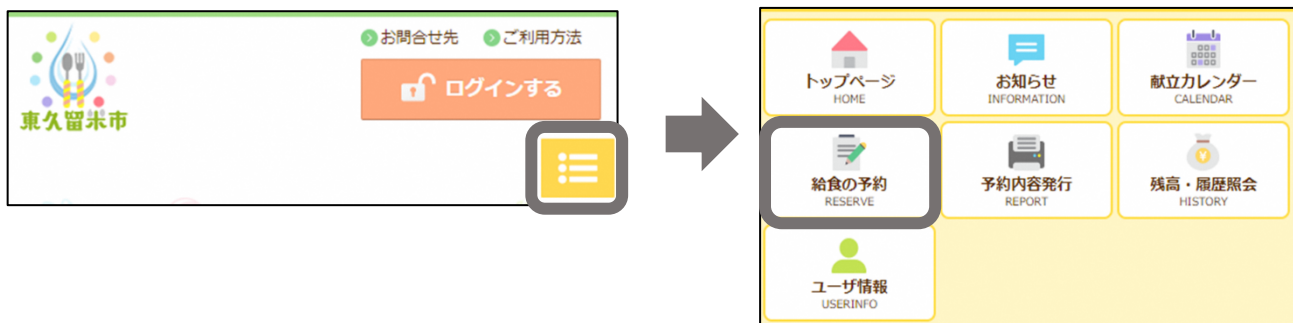 お問合せ先 ご利用方法
ログインする
東久留米市
トップページ
HOME
お知らせ
INFORMATION
献立カレンダー
CALENDAR
給食の予約
RESERVE
予約内容発行
REPORT
残高・履歴照会
HISTORY
ユーザ情報
USERINFO